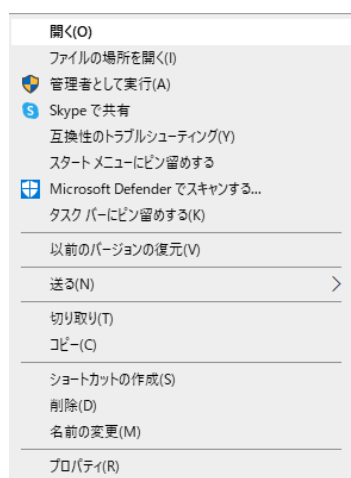 開く(O)
ファイルの場所を開く(I)
管理者として実行(A)
Skype で共有
互換性のトラブルシューティング(Y)
スタート メニューにピン留めする
Microsoft Defender でスキャンする...
タスク バーにピン留めする(K)
以前のバージョンの復元(V)
送る(N)
切り取り(T)
コピー(C)
ショートカットの作成(S)
削除(D)
名前の変更(M)
プロパティ(R)